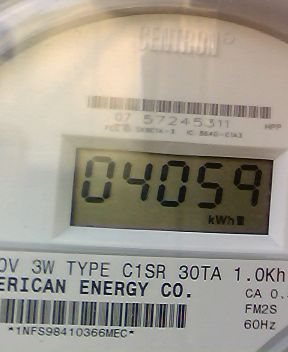 CENTRON®
07 57245311
HPP
04059
kWh
0V 3W TYPE C1SR 30TA 1.0Kh
ERICAN ENERGY CO.
CA 0.
FM2S
60Hz
*1NFS98410366MEC*